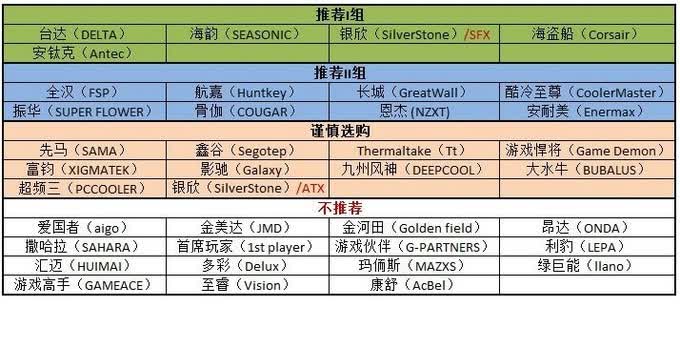 推荐I组
台达（DELTA） 海韵（SEASONIC） 银欣（SilverStone）/SFX 海盗船（Corsair）
安钛克（Antec）
推荐II组
全汉（FSP） 航嘉（Huntkey） 长城（GreatWall） 酷冷至尊（CoolerMaster）
振华（SUPER FLOWER） 骨伽（COUGAR） 恩杰(NZXT) 安耐美（Enermax）
谨慎选购
先马（SAMA） 鑫谷（Segotep） Thermaltake（Tt） 游戏悍将（Game Demon）
富钧（XIGMATEK） 影驰（Galaxy） 九州风神（DEEPCOOL） 大水牛（BUBALUS）
超频三（PCCOOLER） 银欣（SilverStone）/ATX
不推荐
爱国者（aigo） 金美达（JMD） 金河田（Golden field） 昂达（ONDA）
撒哈拉（SAHARA） 首席玩家（1st player） 游戏伙伴（G-PARTNERS） 利豹（LEPA）
汇迈（HUIMAI） 多彩（Delux） 玛俑斯（MAZXS） 绿巨能（llano）
游戏高手（GAMEACE） 至睿（Vision） 康舒（AcBel）